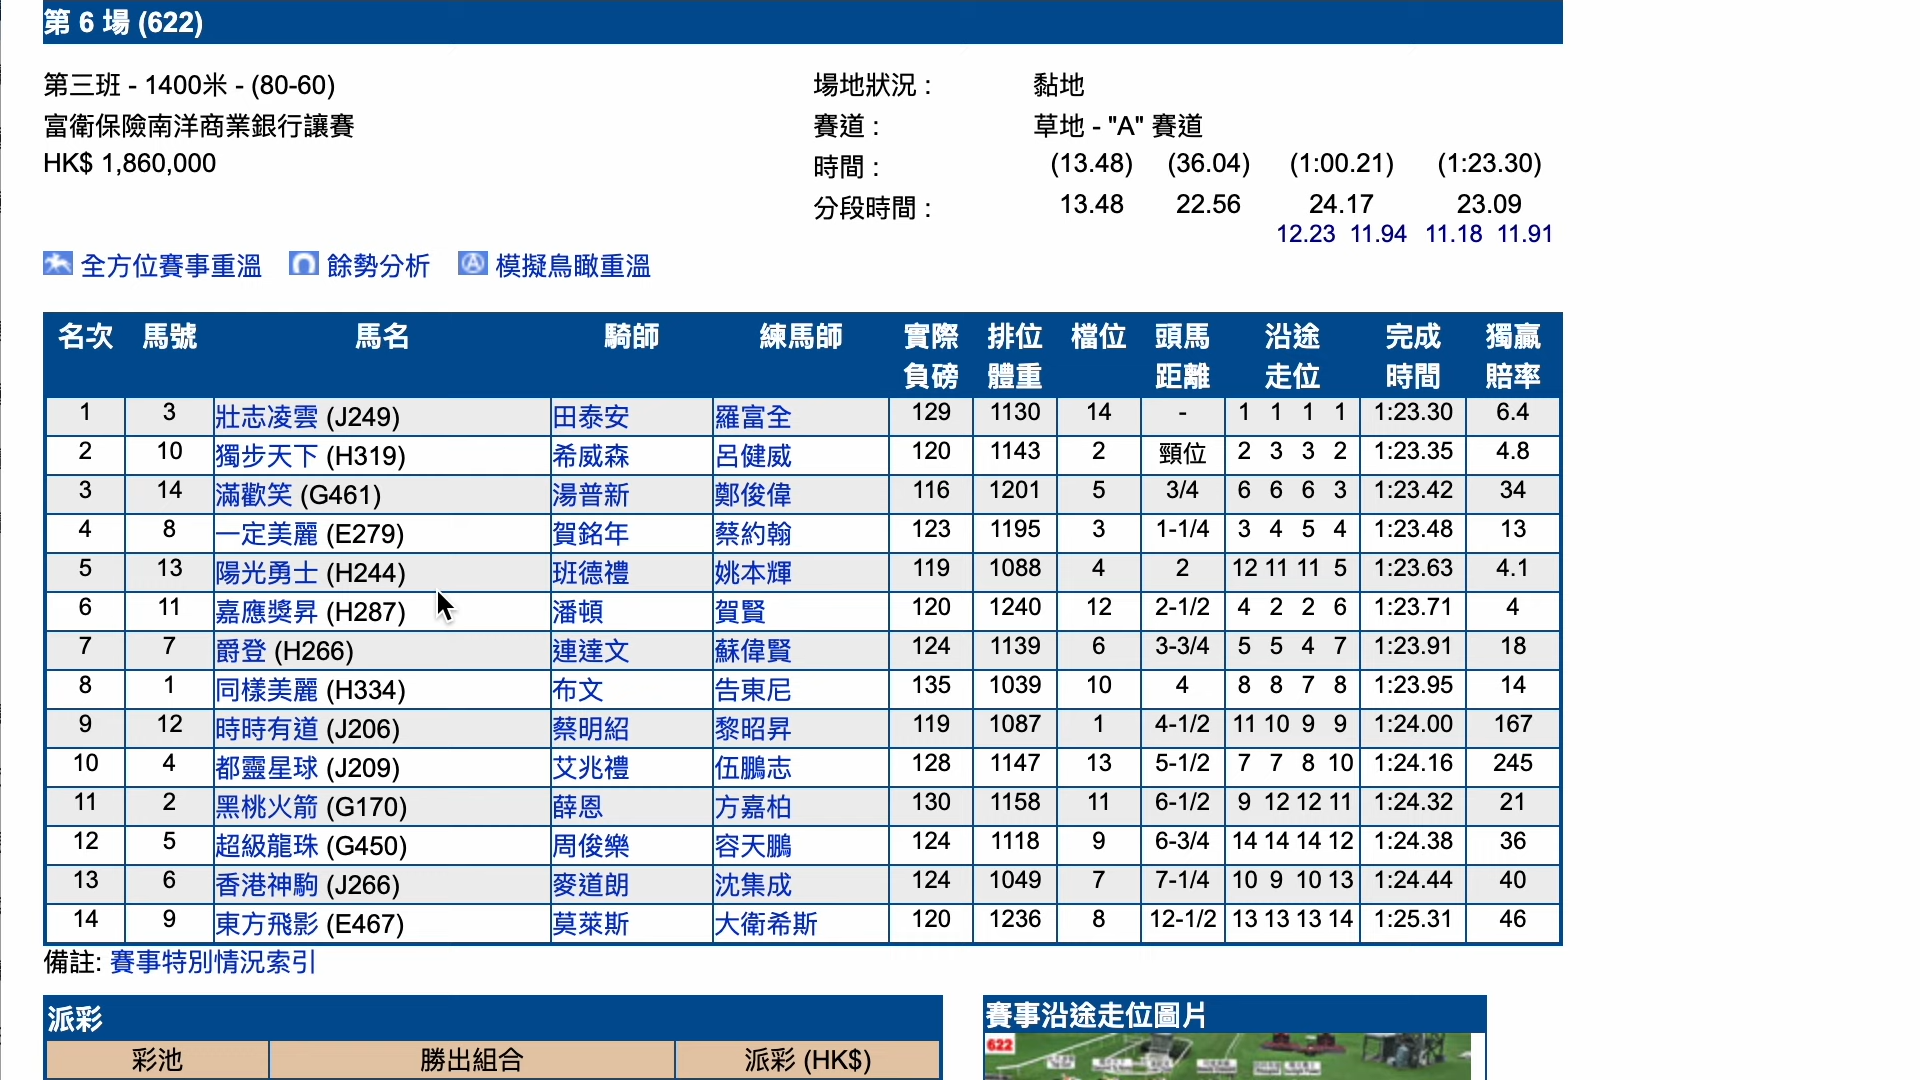 第 6 場 (622)
第三班 - 1400米 - (80-60)
場地狀況 : 黏地
富衛保險南洋商業銀行讓賽
賽道 : 草地 - "A" 賽道
HK$ 1,860,000
時間 : (13.48) (36.04) (1:00.21) (1:23.30)
分段時間 : 13.48 22.56 24.17 23.09
12.23 11.94 11.18 11.91
全方位賽事重溫 餘勢分析 模擬鳥瞰重溫
名次 馬號 馬名 騎師 練馬師 實際負磅 排位體重 檔位 頭馬距離 沿途走位 完成時間 獨贏賠率
1 3 壯志凌雲 (J249) 田泰安 羅富全 129 1130 14 - 1 1 1 1 1:23.30 6.4
2 10 獨步天下 (H319) 希威森 呂健威 120 1143 2 頸位 2 3 3 2 1:23.35 4.8
3 14 滿歡笑 (G461) 湯普新 鄭俊偉 116 1201 5 3/4 6 6 6 3 1:23.42 34
4 8 一定美麗 (E279) 賀銘年 蔡約翰 123 1195 3 1-1/4 3 4 5 4 1:23.48 13
5 13 陽光勇士 (H244) 班德禮 姚本輝 119 1088 4 2 12 11 11 5 1:23.63 4.1
6 11 嘉應獎昇 (H287) 潘頓 賀賢 120 1240 12 2-1/2 4 2 2 6 1:23.71 4
7 7 爵登 (H266) 連達文 蘇偉賢 124 1139 6 3-3/4 5 5 4 7 1:23.91 18
8 1 同樣美麗 (H334) 布文 告東尼 135 1039 10 4 8 8 7 8 1:23.95 14
9 12 時時有道 (J206) 蔡明紹 黎昭昇 119 1087 1 4-1/2 11 10 9 9 1:24.00 167
10 4 都靈星球 (J209) 艾兆禮 伍鵬志 128 1147 13 5-1/2 7 7 8 10 1:24.16 245
11 2 黑桃火箭 (G170) 薛恩 方嘉柏 130 1158 11 6-1/2 9 12 12 11 1:24.32 21
12 5 超級龍珠 (G450) 周俊樂 容天鵬 124 1118 9 6-3/4 14 14 14 12 1:24.38 36
13 6 香港神駒 (J266) 麥道朗 沈集成 124 1049 7 7-1/4 10 9 10 13 1:24.44 40
14 9 東方飛影 (E467) 莫萊斯 大衛希斯 120 1236 8 12-1/2 13 13 13 14 1:25.31 46
備註: 賽事特別情況索引
派彩
賽事沿途走位圖片
彩池 勝出組合 派彩 (HK$)
622